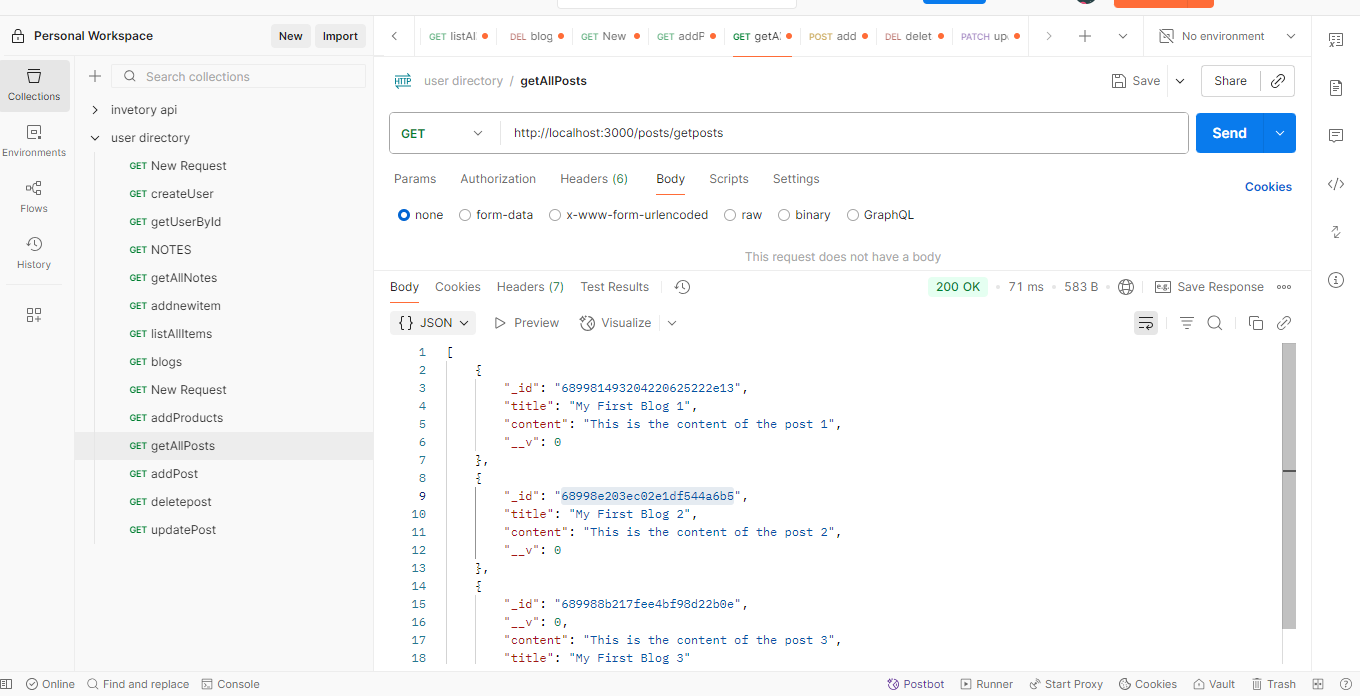 Personal Workspace New Import
GET listAl DEL blog GET New GET addP GET getA POST add DEL delet PATCH up No environment
Collections
Environments
Flows
History
Search collections
invetory api
user directory
GET New Request
GET createUser
GET getUserById
GET NOTES
GET getAllNotes
GET addnewitem
GET listAllItems
GET blogs
GET New Request
GET addProducts
GET getAllPosts
GET addPost
GET deletepost
GET updatePost
HTTP user directory / getAllPosts Save Share
GET http://localhost:3000/posts/getposts Send
Params Authorization Headers (6) Body Scripts Settings Cookies
none form-data x-www-form-urlencoded raw binary GraphQL
This request does not have a body
Body Cookies Headers (7) Test Results 200 OK • 71 ms • 583 B • e.g. Save Response
{} JSON Preview Visualize
1 [
2 {
3 "_id": "689981493204220625222e13",
4 "title": "My First Blog 1",
5 "content": "This is the content of the post 1",
6 "__v": 0
7 },
8 {
9 "_id": "68998e203ec02e1df544a6b5",
10 "title": "My First Blog 2",
11 "content": "This is the content of the post 2",
12 "__v": 0
13 },
14 {
15 "_id": "689988b217fee4bf98d22b0e",
16 "__v": 0,
17 "content": "This is the content of the post 3",
18 "title": "My First Blog 3"
Online Find and replace Console Postbot Runner Start Proxy Cookies Vault Trash